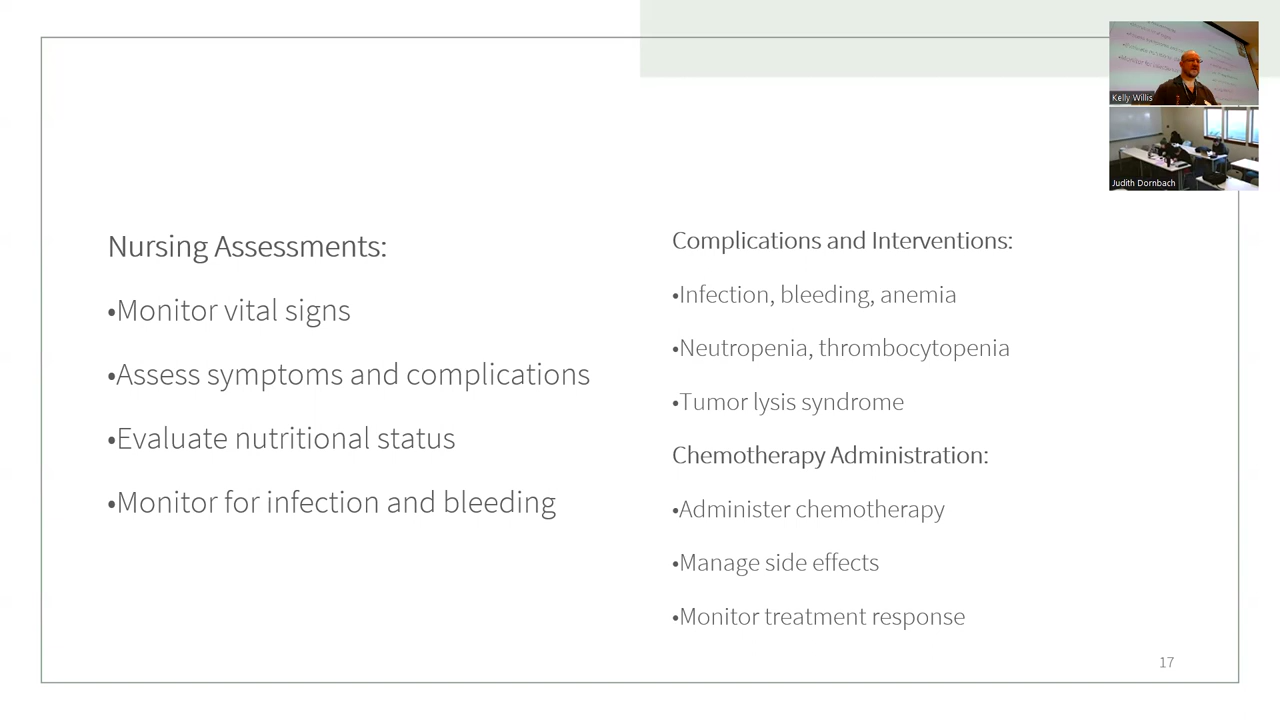 Nursing Assessments:
•Monitor vital signs
•Assess symptoms and complications
•Evaluate nutritional status
•Monitor for infection and bleeding
Complications and Interventions:
•Infection, bleeding, anemia
•Neutropenia, thrombocytopenia
•Tumor lysis syndrome
Chemotherapy Administration:
•Administer chemotherapy
•Manage side effects
•Monitor treatment response
17
Kelly Willis
Judith Dornbach